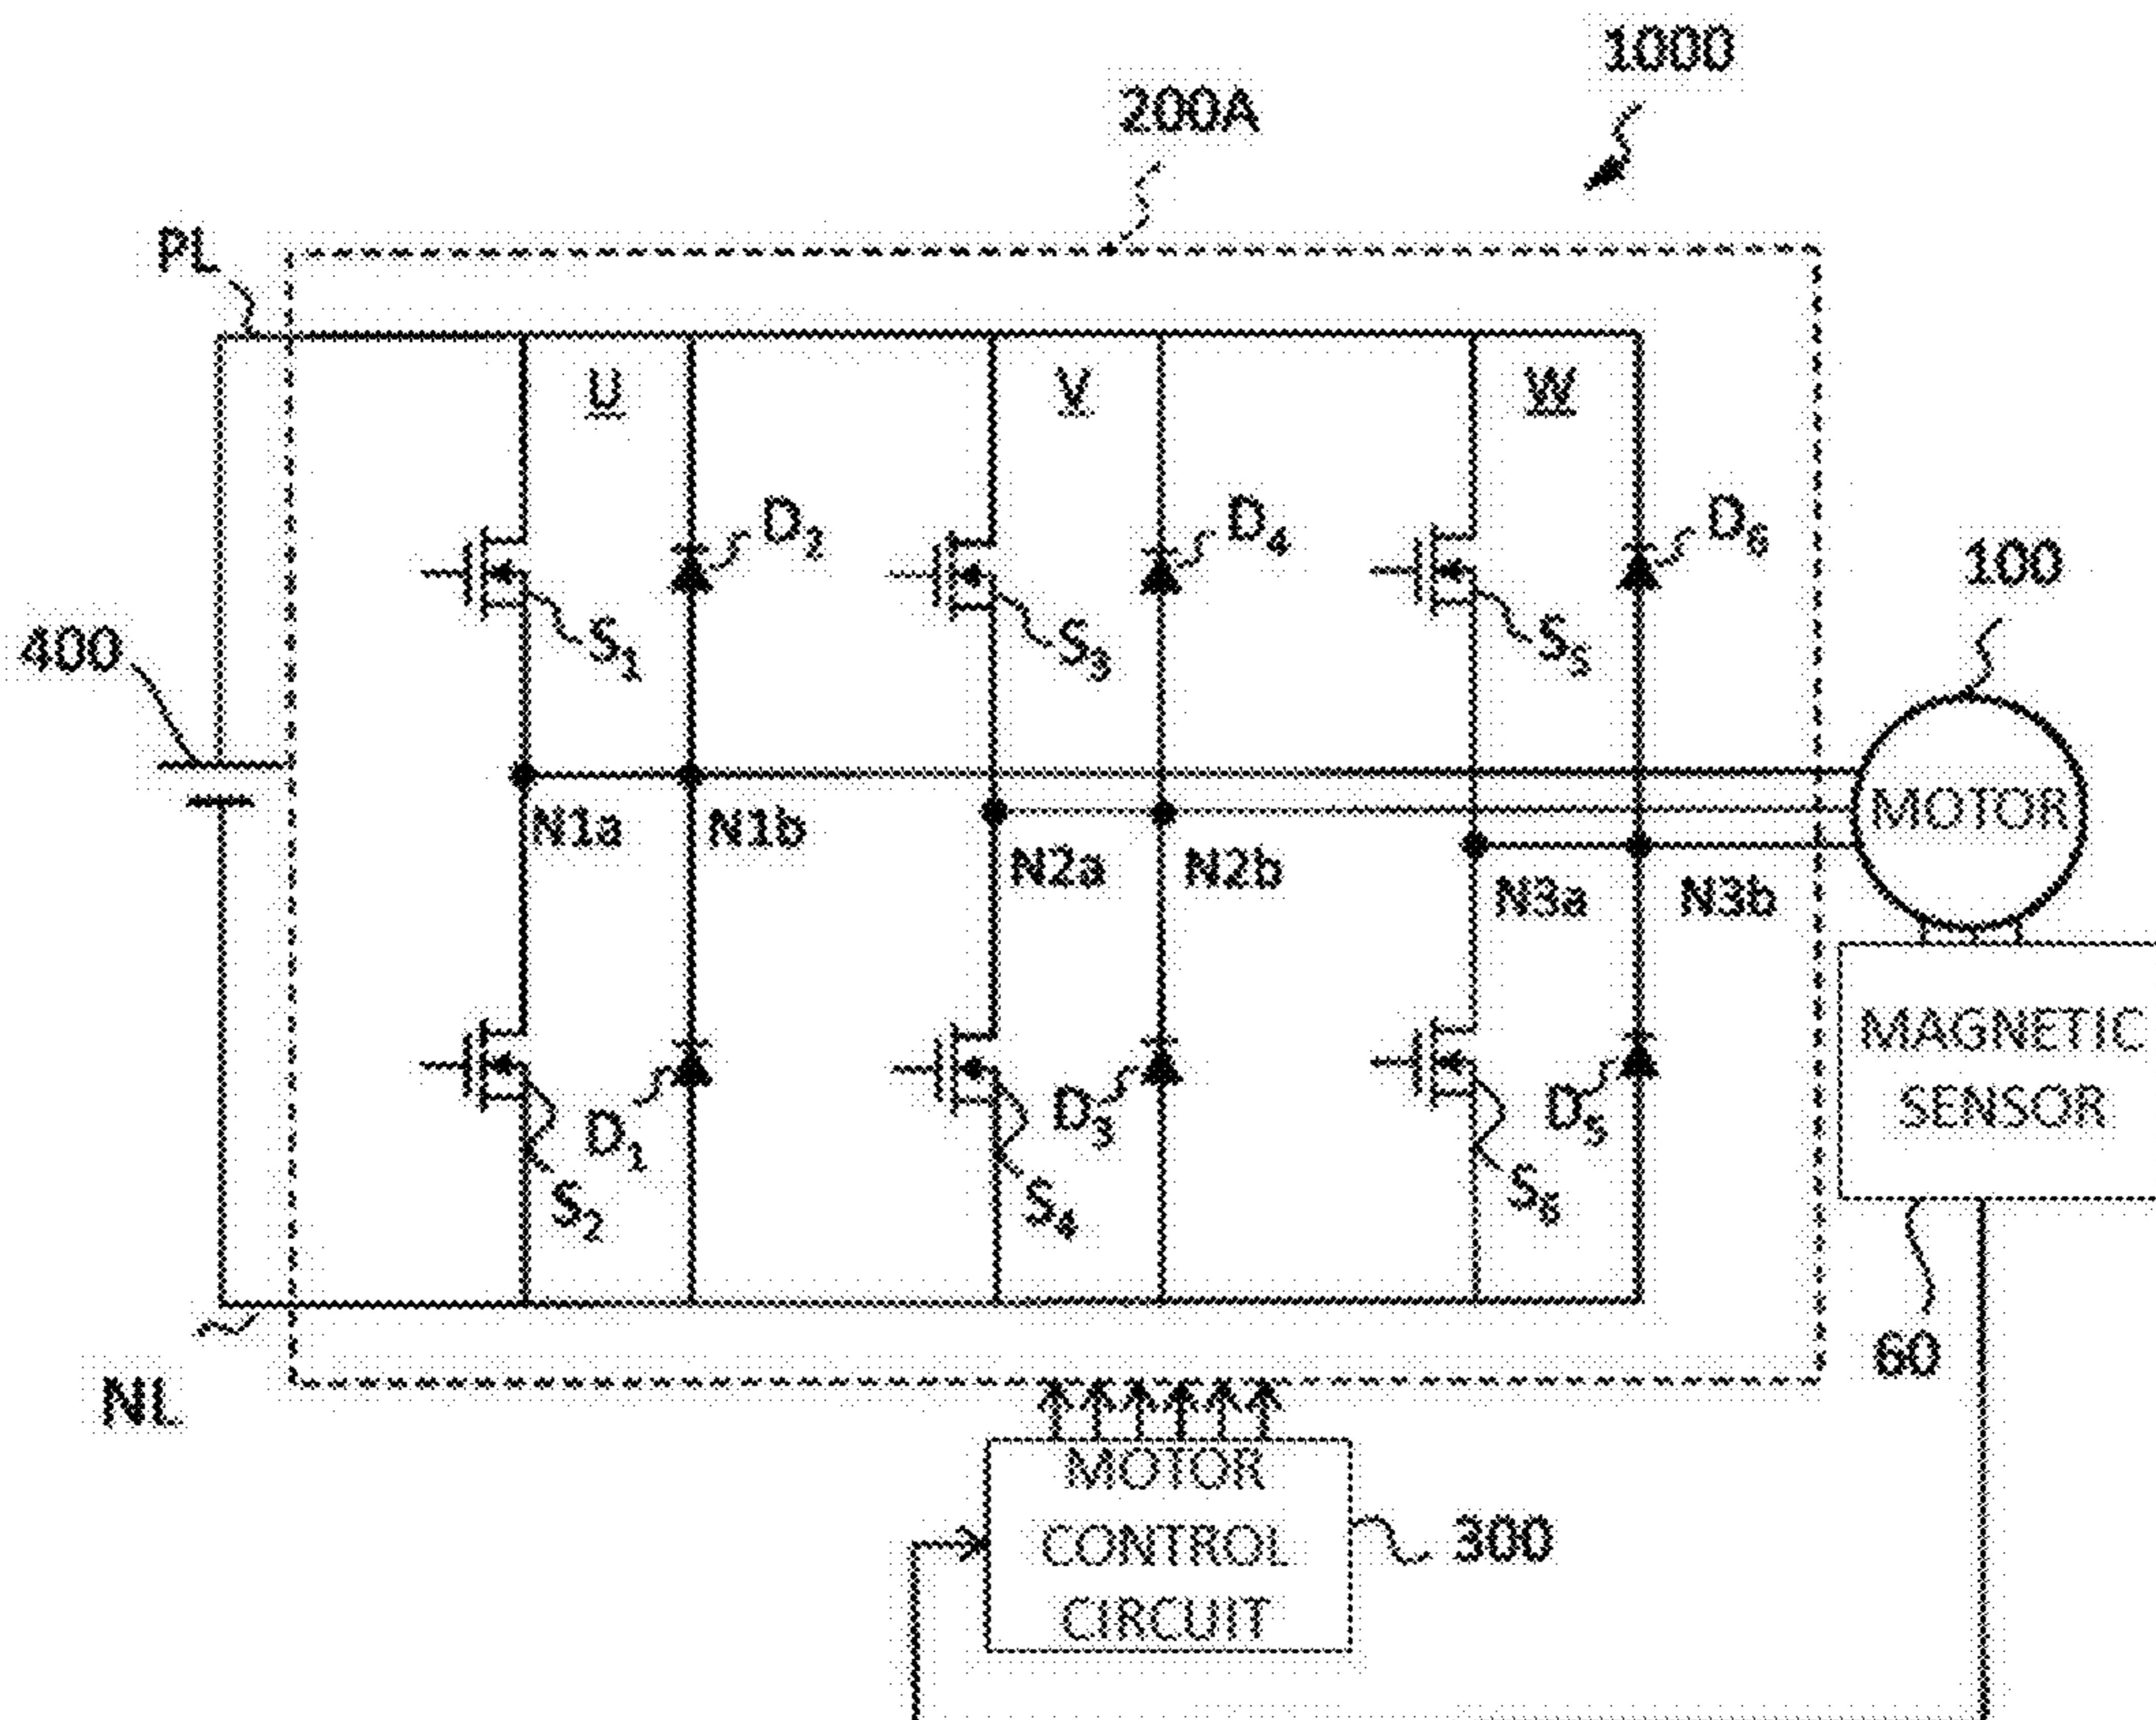 1000
200A
PL
U V W
D2 D4 D6
S1 S3 S5
100
400
MOTOR
N1a N1b
N2a N2b
N3a N3b
MAGNETIC
SENSOR
D1 D3 D5
S2 S4 S6
60
NL
MOTOR
CONTROL
CIRCUIT
300